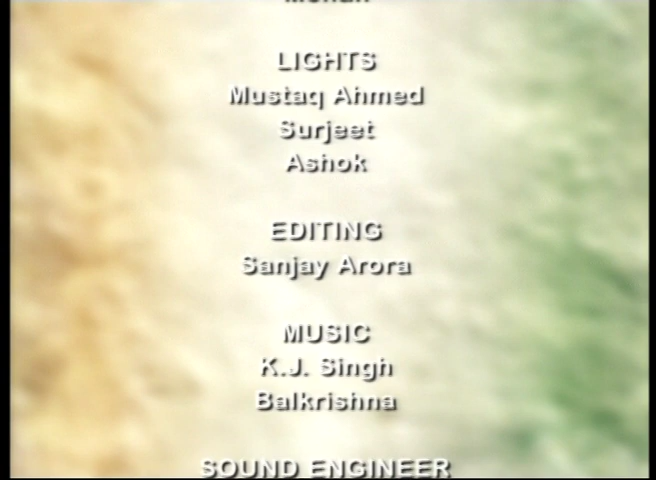 LIGHTS
Mustaq Ahmed
Surjeet
Ashok
EDITING
Sanjay Arora
MUSIC
K.J. Singh
Balkrishna
SOUND ENGINEER